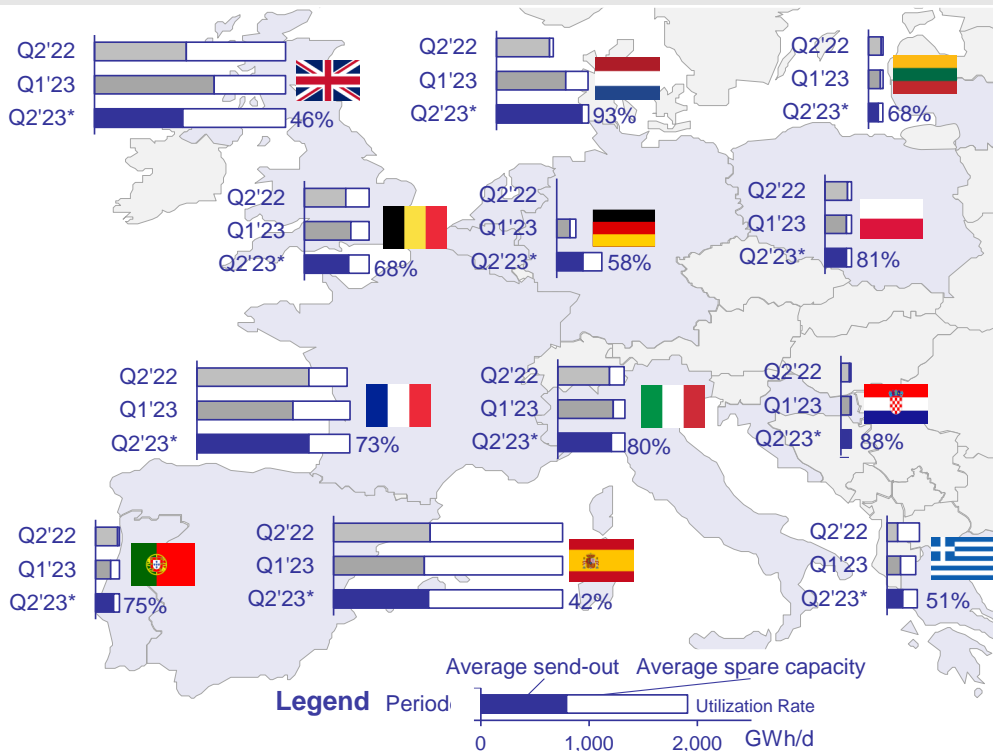 Q2'22
Q1'23
Q2'23*
46%
Q2'22
Q1'23
Q2'23*
93%
Q2'22
Q1'23
Q2'23*
68%
Q2'22
Q1'23
Q2'23*
68%
Q2'22
Q1'23
Q2'23*
58%
Q2'22
Q1'23
Q2'23*
81%
Q2'22
Q1'23
Q2'23*
73%
Q2'22
Q1'23
Q2'23*
80%
Q2'22
Q1'23
Q2'23*
88%
Q2'22
Q1'23
Q2'23*
75%
Q2'22
Q1'23
Q2'23*
42%
Q2'22
Q1'23
Q2'23*
51%
Average send-out Average spare capacity
Legend Period Utilization Rate
0 1,000 2,000 GWh/d